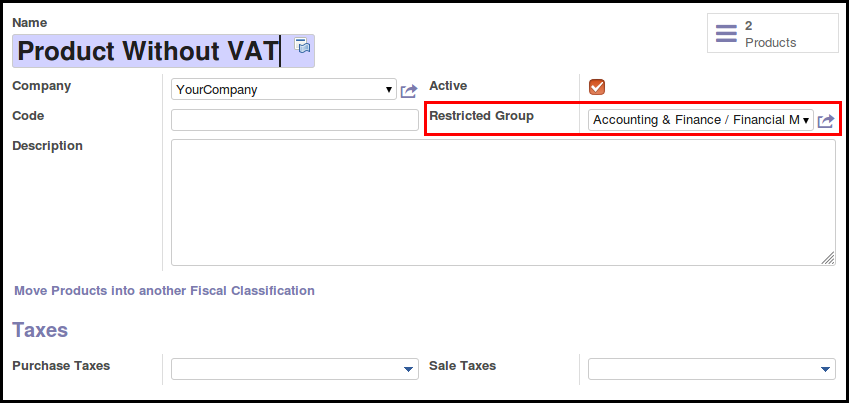 Name
Product Without VAT
2
Products
Company
YourCompany
Active
Code
Restricted Group
Accounting & Finance / Financial M
Description
Move Products into another Fiscal Classification
Taxes
Purchase Taxes
Sale Taxes